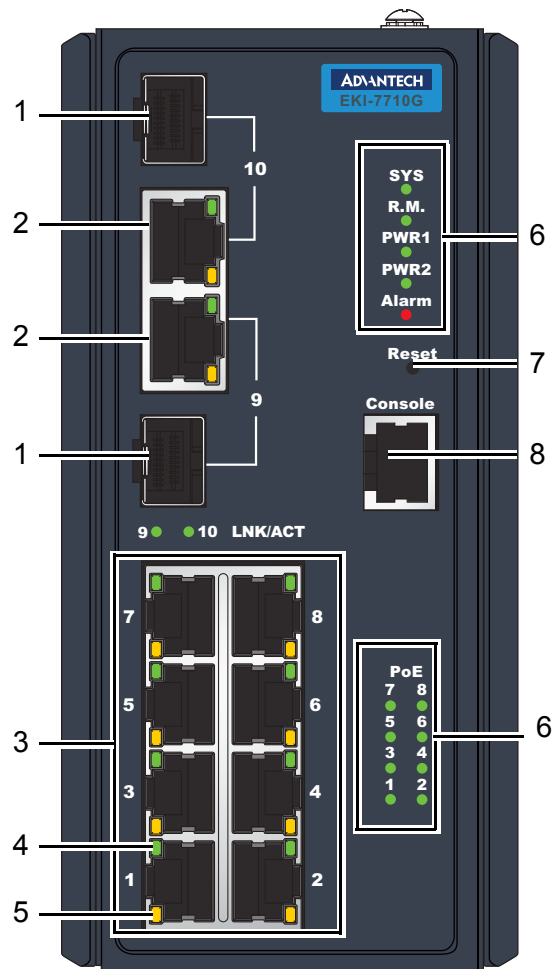 ADVANTECH
EKI-7710G
1
10
SYS
R.M.
PWR1
PWR2
Alarm
6
2
2
Reset
7
9
Console
1
8
9 10 LNK/ACT
7 8
5 6
3
3 4
4
1 2
5
PoE
7 8
5 6
3 4
1 2
6